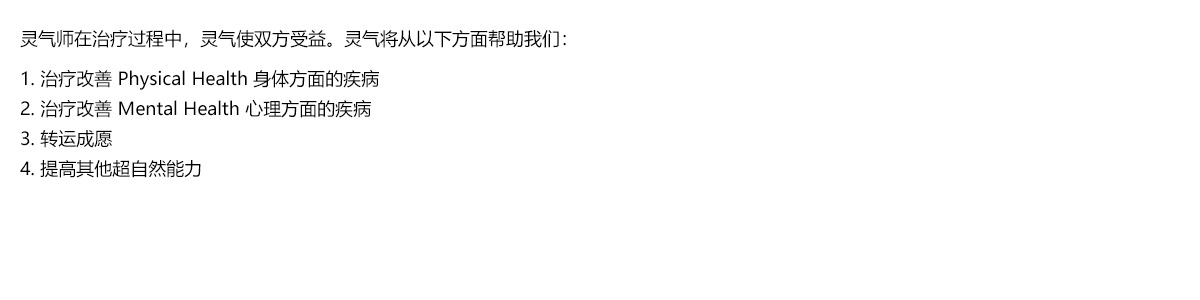 灵气师在治疗过程中，灵气使双方受益。灵气将从以下方面帮助我们：
1. 治疗改善 Physical Health 身体方面的疾病
2. 治疗改善 Mental Health 心理方面的疾病
3. 转运成愿
4. 提高其他超自然能力